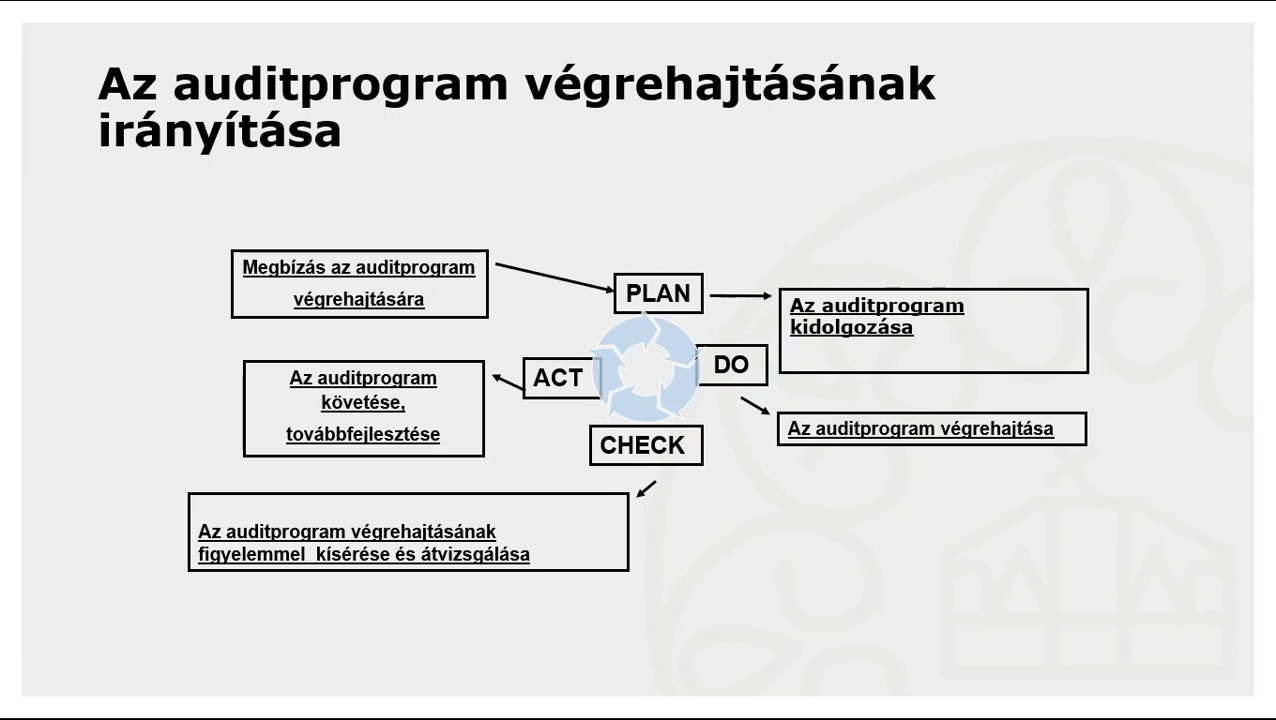 Az auditprogram végrehajtásának
irányítása
Megbízás az auditprogram
végrehajtására
PLAN
Az auditprogram
kidolgozása
DO
ACT
Az auditprogram
követése,
továbbfejlesztése
CHECK
Az auditprogram végrehajtása
Az auditprogram végrehajtásának
figyelemmel  kísérése és átvizsgálása